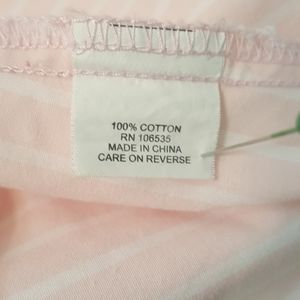 100% COTTON
RN 106535
MADE IN CHINA
CARE ON REVERSE